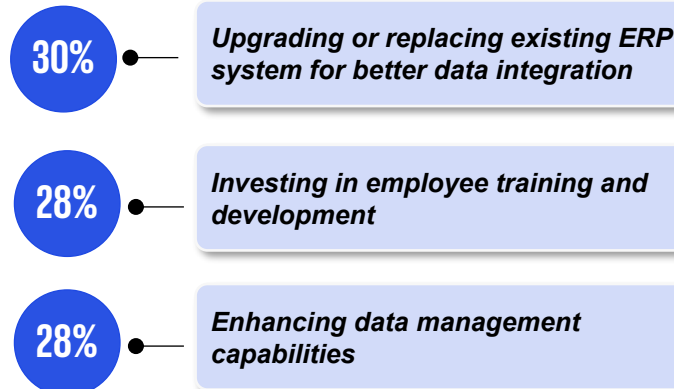 30%
Upgrading or replacing existing ERP
system for better data integration
28%
Investing in employee training and
development
28%
Enhancing data management
capabilities